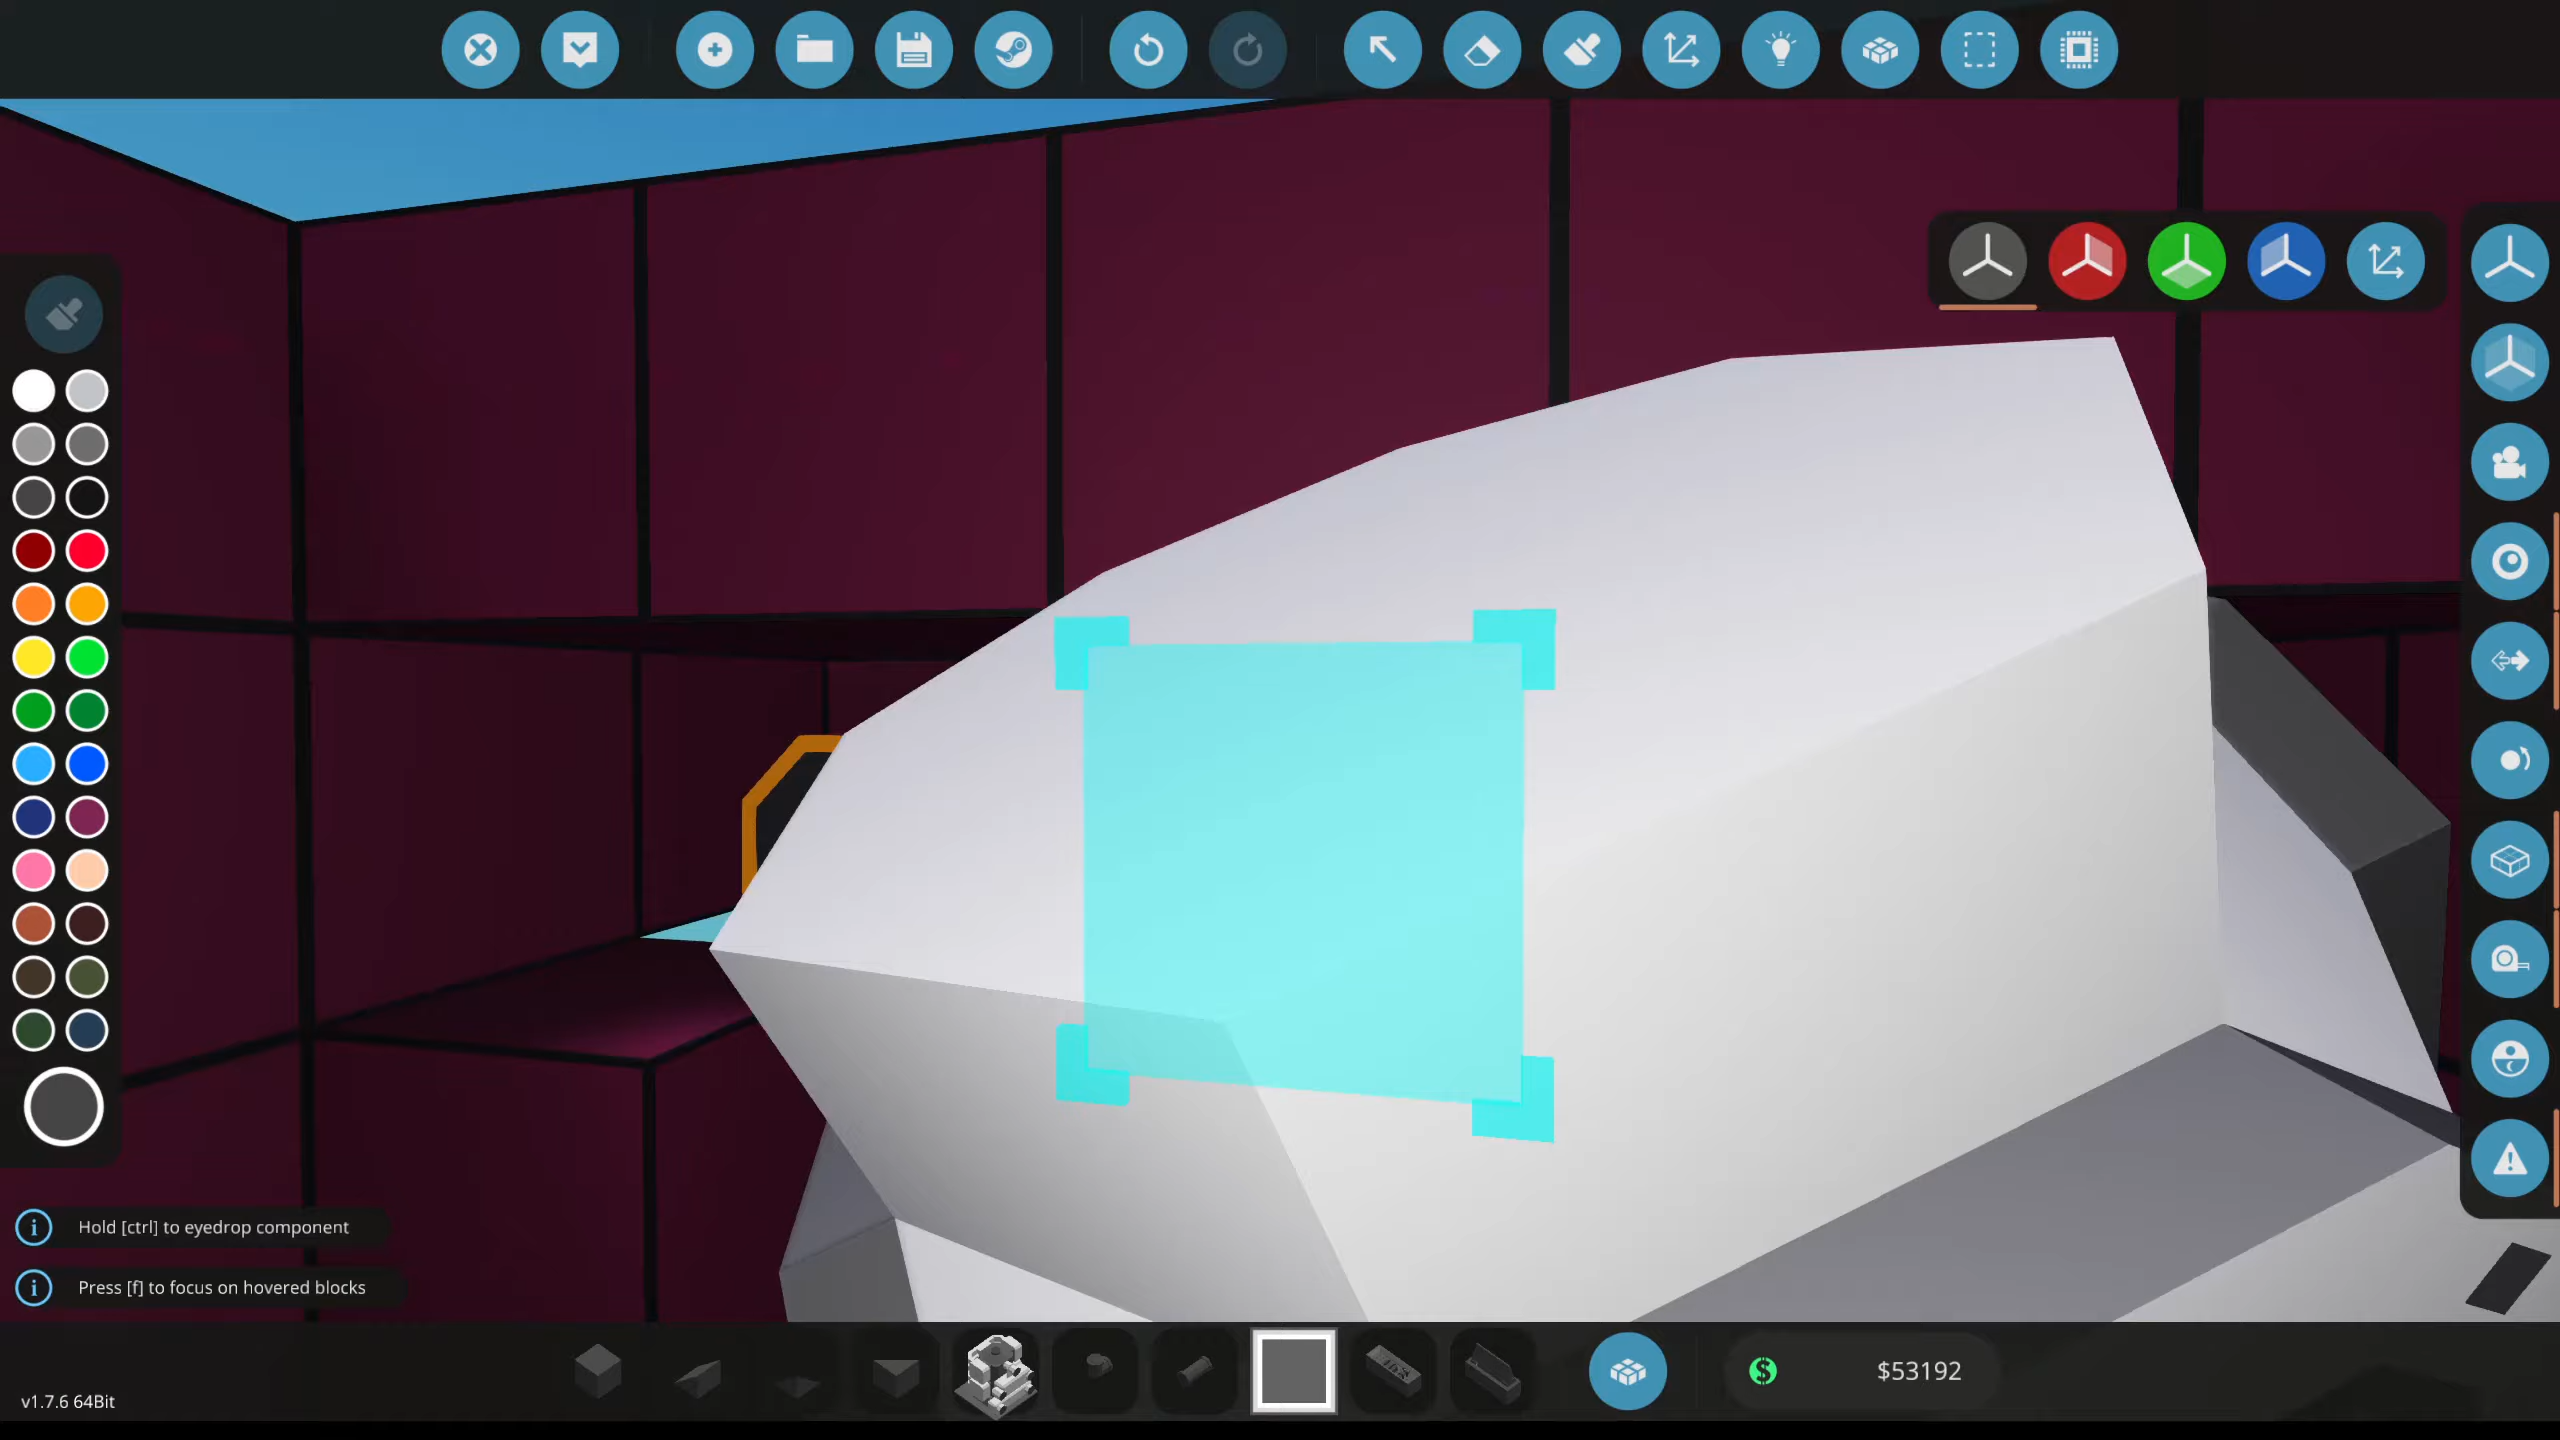 Hold [ctrl] to eyedrop component
Press [f] to focus on hovered blocks
$53192
v1.7.6 64Bit